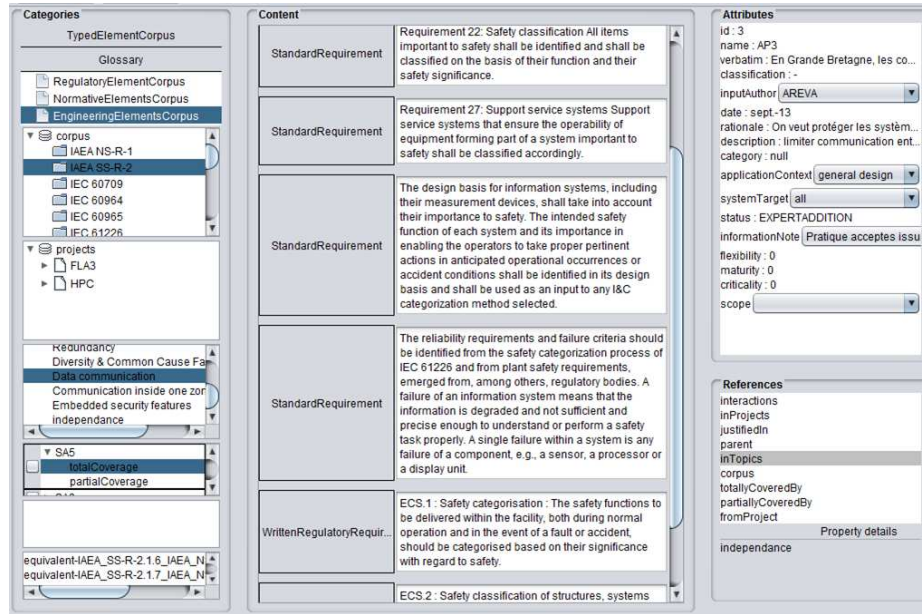 Categories
TypedElementCorpus
Glossary
RegulatoryElementCorpus
NormativeElementsCorpus
EngineeringElementsCorpus
corpus
IAEA NS-R-1
IAEA SS-R-2
IEC 60709
IEC 60964
IEC 60965
IEC 61226
projects
FLA3
HPC
Redundancy
Diversity & Common Cause Fa
Data communication
Communication inside one zon
Embedded security features
independance
SA5
totalCoverage
partialCoverage
equivalent-IAEA_SS-R-2.1.6_IAEA_N
equivalent-IAEA_SS-R-2.1.7_IAEA_N
Content
StandardRequirement
Requirement 22: Safety classification All items
important to safety shall be identified and shall be
classified on the basis of their function and their
safety significance.
StandardRequirement
Requirement 27: Support service systems Support
service systems that ensure the operability of
equipment forming part of a system important to
safety shall be classified accordingly.
StandardRequirement
The design basis for information systems, including
their measurement devices, shall take into account
their importance to safety. The intended safety
function of each system and its importance in
enabling the operators to take proper pertinent
actions in anticipated operational occurrences or
accident conditions shall be identified in its design
basis and shall be used as an input to any I&C
categorization method selected.
StandardRequirement
The reliability requirements and failure criteria should
be identified from the safety categorization process of
IEC 61226 and from plant safety requirements,
emerged from, among others, regulatory bodies. A
failure of an information system means that the
information is degraded and not sufficient and
precise enough to understand or perform a safety
task properly. A single failure within a system is any
failure of a component, e.g., a sensor, a processor or
a display unit.
WrittenRegulatoryRequir...
ECS.1 : Safety categorisation : The safety functions to
be delivered within the facility, both during normal
operation and in the event of a fault or accident,
should be categorised based on their significance
with regard to safety.
ECS.2 : Safety classification of structures, systems
Attributes
id : 3
name : AP3
verbatim : En Grande Bretagne, les co...
classification : -
inputAuthor AREVA
date : sept.-13
rationale : On veut protéger les systèm...
description : limiter communication ent...
category : null
applicationContext general design
systemTarget all
status : EXPERTADDITION
informationNote Pratique acceptes issu
flexibility : 0
maturity : 0
criticality : 0
scope
References
interactions
inProjects
justifiedIn
parent
inTopics
corpus
totallyCoveredBy
partiallyCoveredBy
fromProject
Property details
independance